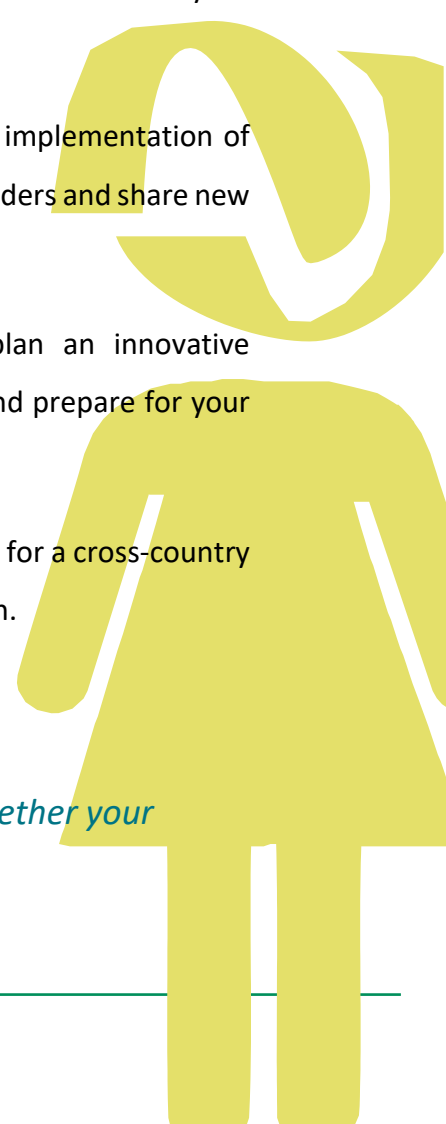 implementation of
ders and share new
plan an innovative
nd prepare for your
for a cross-country
ether your